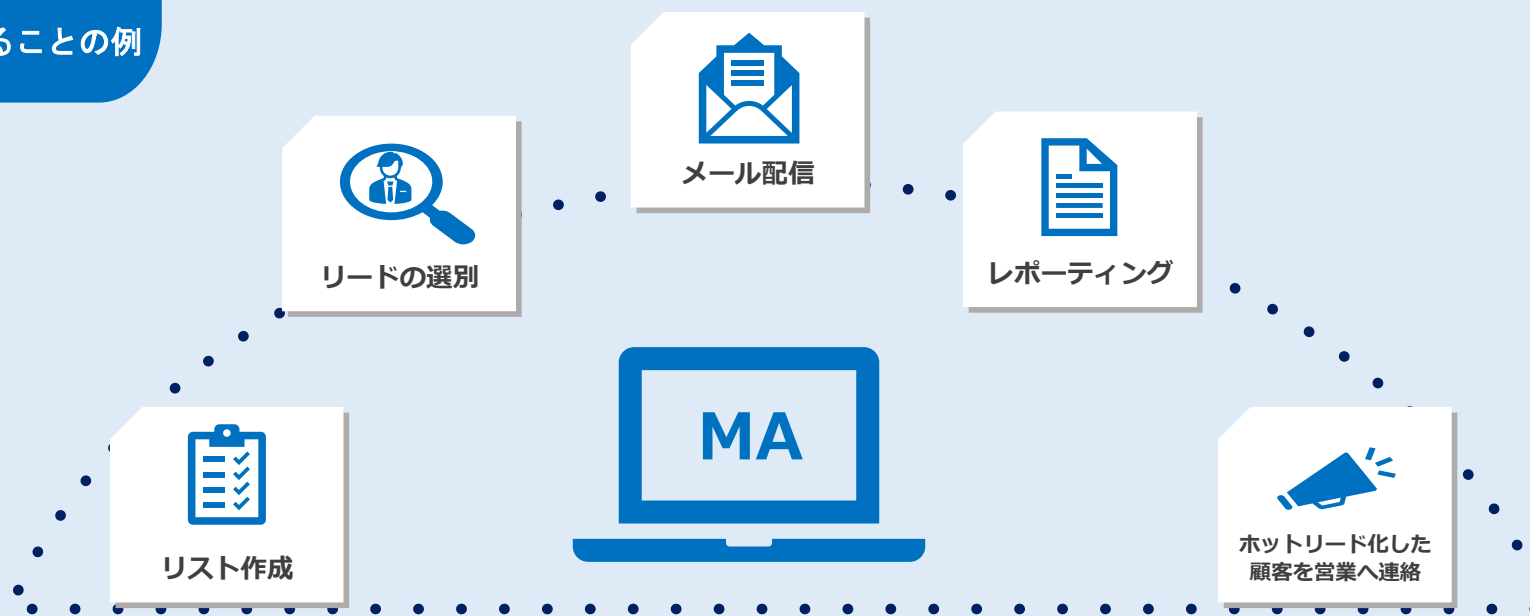 ることの例
メール配信
リードの選別
レポーティング
MA
リスト作成
ホットリード化した
顧客を営業へ連絡